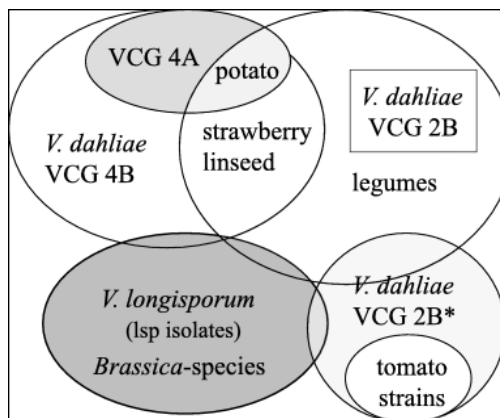 VCG 4A
potato
V. dahliae
VCG 2B
strawberry
linseed
V. dahliae
VCG 4B
legumes
V. longisporum
(lsp isolates)
Brassica-species
V. dahliae
VCG 2B*
tomato
strains